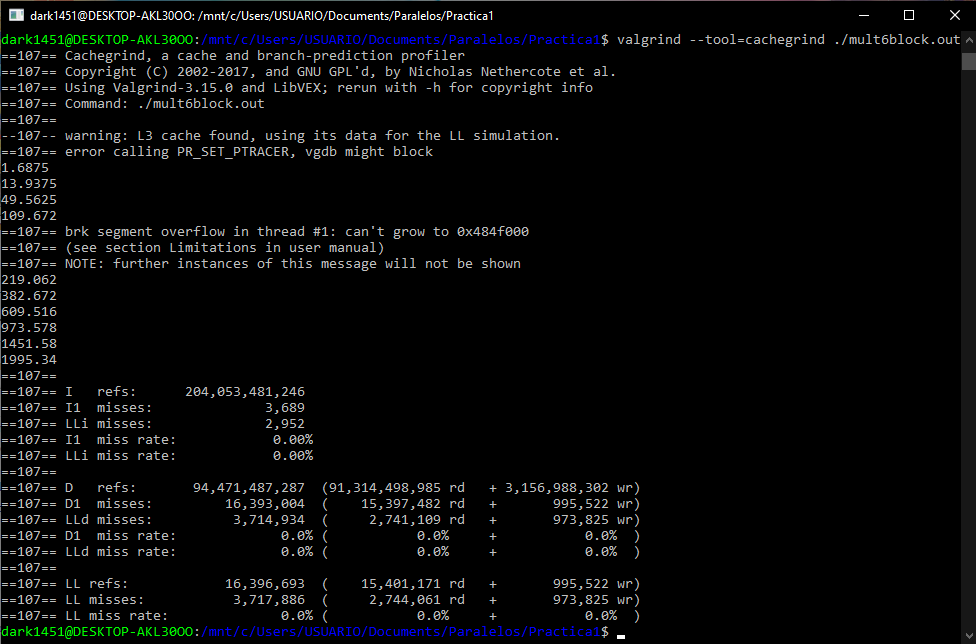 dark1451@DESKTOP-AKL30OO: /mnt/c/Users/USUARIO/Documents/Paralelos/Practica1
dark1451@DESKTOP-AKL30OO:/mnt/c/Users/USUARIO/Documents/Paralelos/Practica1$ valgrind --tool=cachegrind ./mult6block.out
==107== Cachegrind, a cache and branch-prediction profiler
==107== Copyright (C) 2002-2017, and GNU GPL'd, by Nicholas Nethercote et al.
==107== Using Valgrind-3.15.0 and LibVEX; rerun with -h for copyright info
==107== Command: ./mult6block.out
==107==
--107-- warning: L3 cache found, using its data for the LL simulation.
==107== error calling PR_SET_PTRACER, vgdb might block
1.6875
13.9375
49.5625
109.672
==107== brk segment overflow in thread #1: can't grow to 0x484f000
==107== (see section Limitations in user manual)
==107== NOTE: further instances of this message will not be shown
219.062
382.672
609.516
973.578
1451.58
1995.34
==107==
==107== I   refs:      204,053,481,246
==107== I1  misses:              3,689
==107== LLi misses:              2,952
==107== I1  miss rate:            0.00%
==107== LLi miss rate:            0.00%
==107==
==107== D   refs:       94,471,487,287  (91,314,498,985 rd   + 3,156,988,302 wr)
==107== D1  misses:         16,393,004  (    15,397,482 rd   +       995,522 wr)
==107== LLd misses:          3,714,934  (     2,741,109 rd   +       973,825 wr)
==107== D1  miss rate:             0.0% (           0.0%     +           0.0%  )
==107== LLd miss rate:             0.0% (           0.0%     +           0.0%  )
==107==
==107== LL refs:            16,396,693  (    15,401,171 rd   +       995,522 wr)
==107== LL misses:           3,717,886  (     2,744,061 rd   +       973,825 wr)
==107== LL miss rate:              0.0% (           0.0%     +           0.0%  )
dark1451@DESKTOP-AKL30OO:/mnt/c/Users/USUARIO/Documents/Paralelos/Practica1$